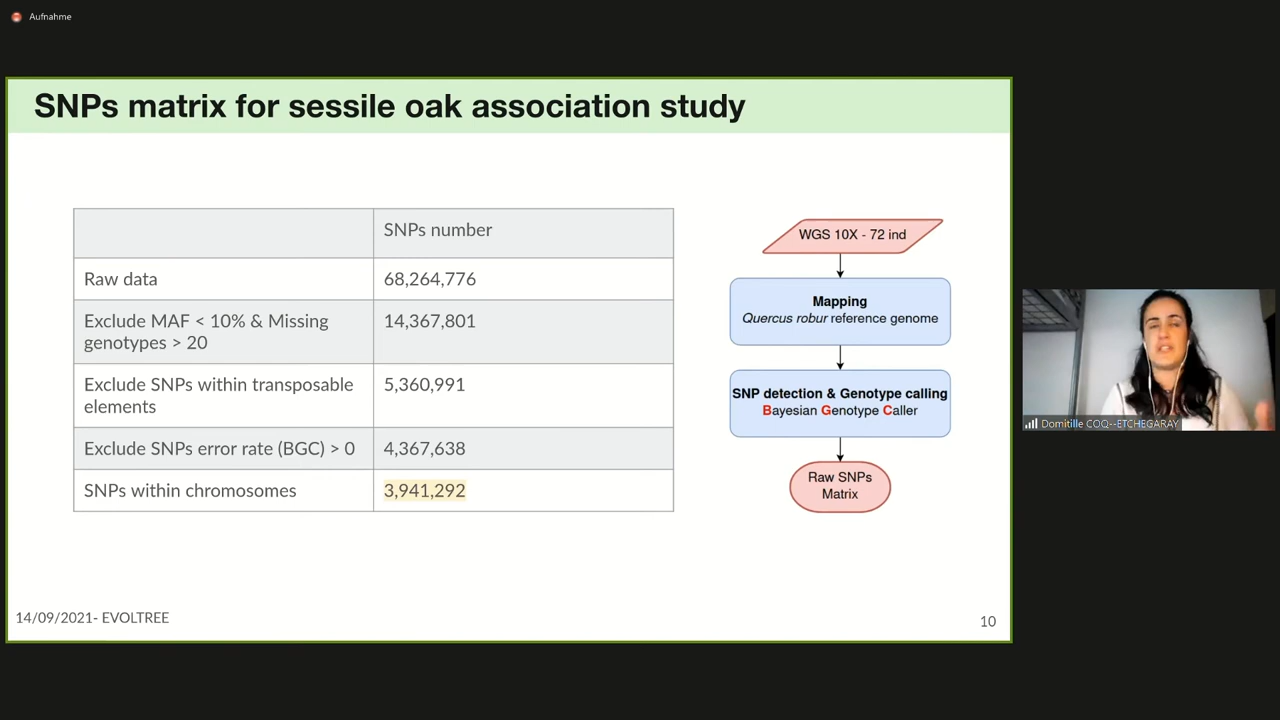 Aufnahme
SNPs matrix for sessile oak association study
SNPs number
Raw data 68,264,776
Exclude MAF < 10% & Missing 14,367,801
genotypes > 20
Exclude SNPs within transposable 5,360,991
elements
Exclude SNPs error rate (BGC) > 0 4,367,638
SNPs within chromosomes 3,941,292
WGS 10X - 72 ind
Mapping
Quercus robur reference genome
SNP detection & Genotype calling
Bayesian Genotype Caller
Raw SNPs
Matrix
Domitille COQ--ETCHEGARAY
14/09/2021- EVOLTREE
10